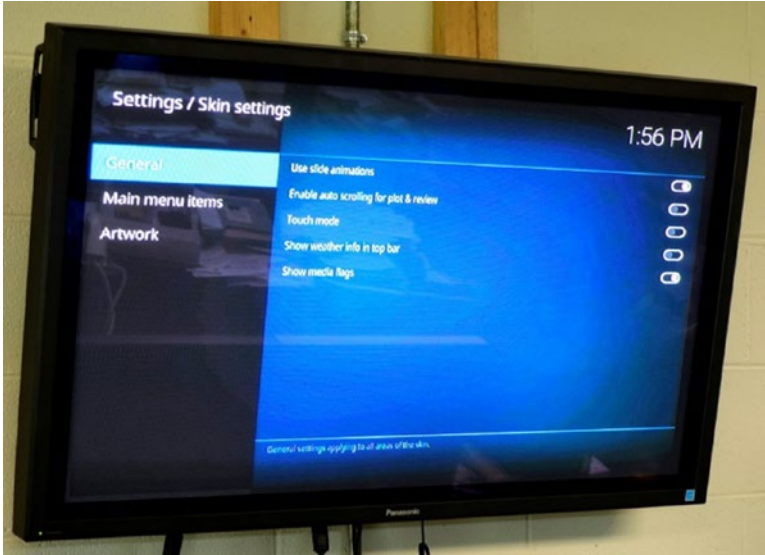 Settings / Skin settings
1:56 PM
General
Main menu items
Artwork
Use slide animations
Enable auto scrolling for plot & review
Touch mode
Show weather info in top bar
Show media flags
General settings applying to all areas of the skin.
Panasonic